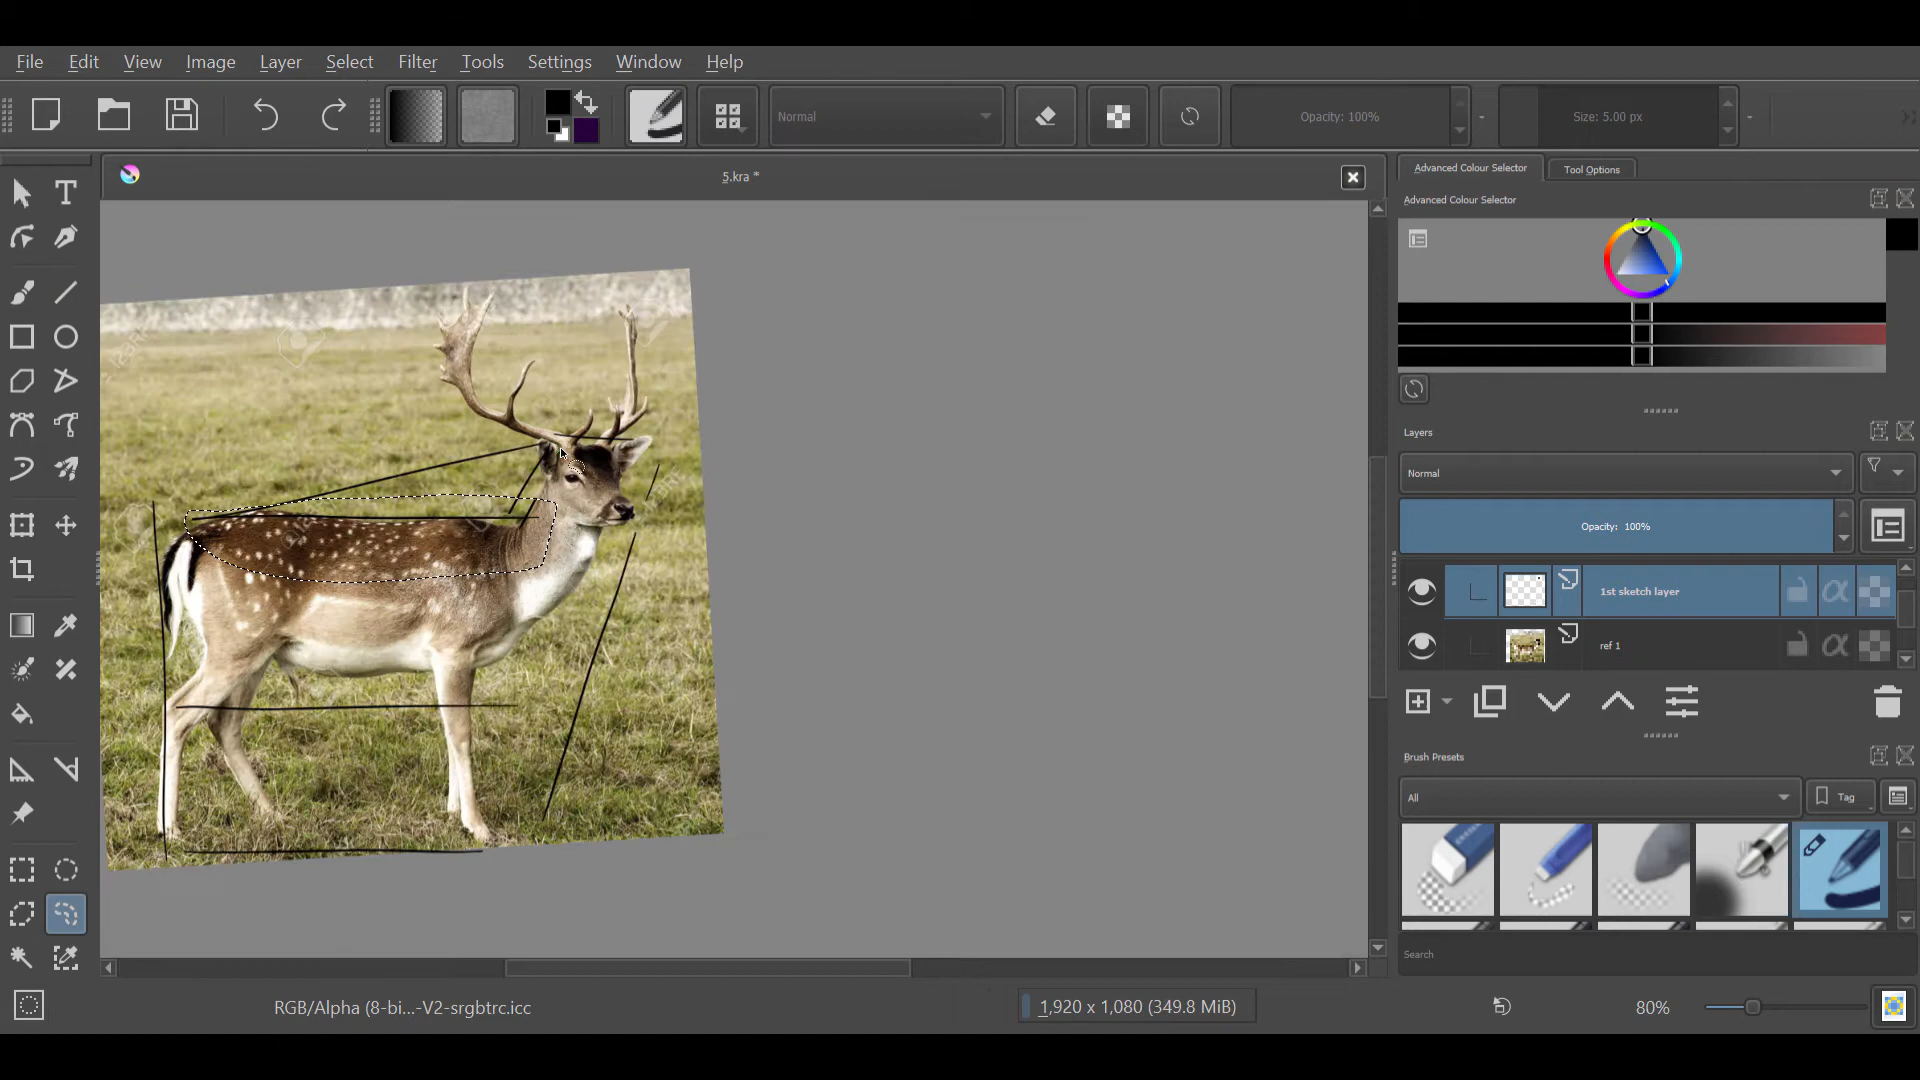 File Edit View Image Layer Select Filter Tools Settings Window Help
Normal Opacity: 100% Size: 5.00 px
5.kra *
Advanced Colour Selector Tool Options
Advanced Colour Selector
Layers
Normal
Opacity: 100%
1st sketch layer
ref 1
Brush Presets
All Tag
Search
RGB/Alpha (8-bi...-V2-srgbtrc.icc 1,920 x 1,080 (349.8 MiB) 80%